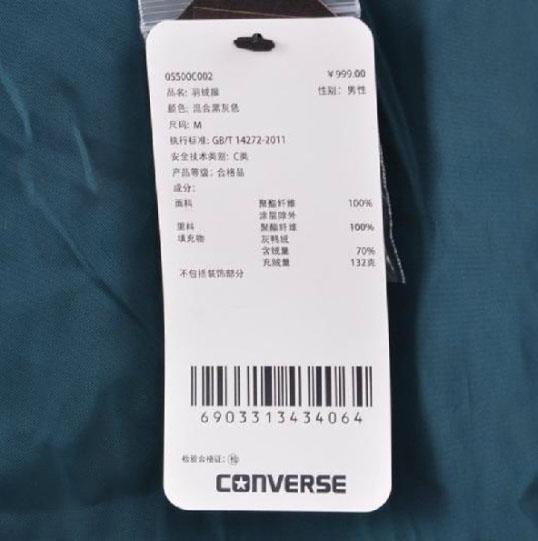 05500C002 ￥999.00
品名: 羽绒服 性别: 男性
颜色: 混合黑灰色
尺码: M
执行标准: GB/T 14272-2011
安全技术类别: C类
产品等级: 合格品
成分:
面料 聚酯纤维 100%
涂层除外
里料 聚酯纤维 100%
填充物 灰鸭绒
含绒量 70%
充绒量 132克
不包括装饰部分
6903313434064
检验合格证: 检
CONVERSE